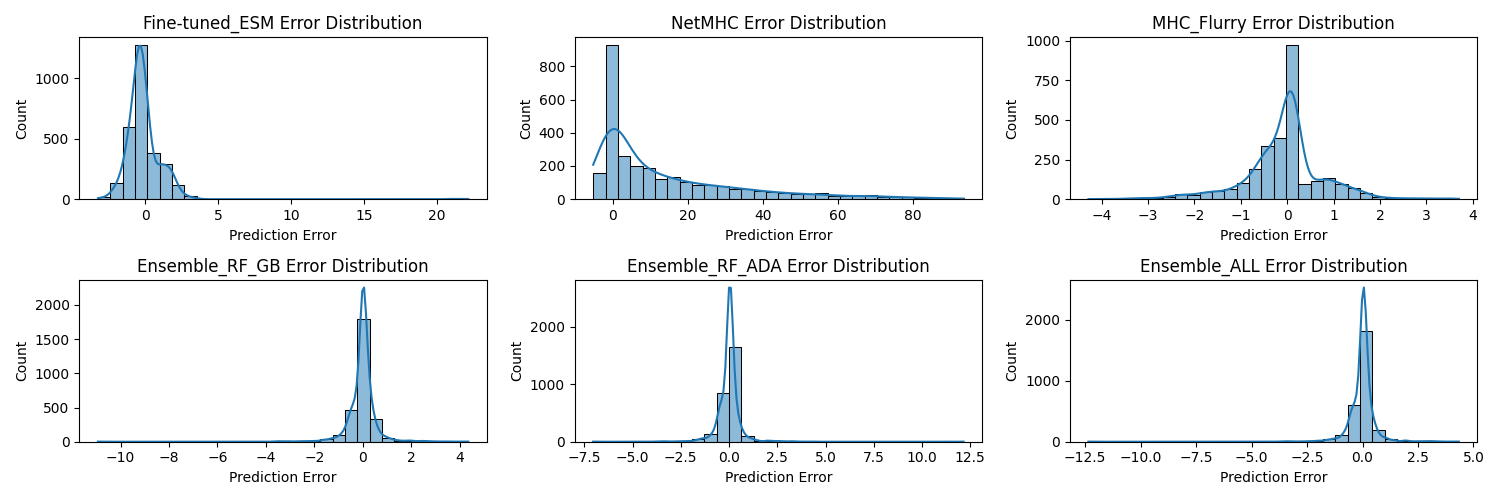 Fine-tuned_ESM Error Distribution
Count
1000
500
0
0 5 10 15 20
Prediction Error
NetMHC Error Distribution
Count
800
600
400
200
0
0 20 40 60 80
Prediction Error
MHC_Flurry Error Distribution
Count
1000
750
500
250
0
−4 −3 −2 −1 0 1 2 3 4
Prediction Error
Ensemble_RF_GB Error Distribution
Count
2000
1500
1000
500
0
−10 −8 −6 −4 −2 0 2 4
Prediction Error
Ensemble_RF_ADA Error Distribution
Count
2000
1000
0
−7.5 −5.0 −2.5 0.0 2.5 5.0 7.5 10.0 12.5
Prediction Error
Ensemble_ALL Error Distribution
Count
2000
1000
0
−12.5 −10.0 −7.5 −5.0 −2.5 0.0 2.5 5.0
Prediction Error